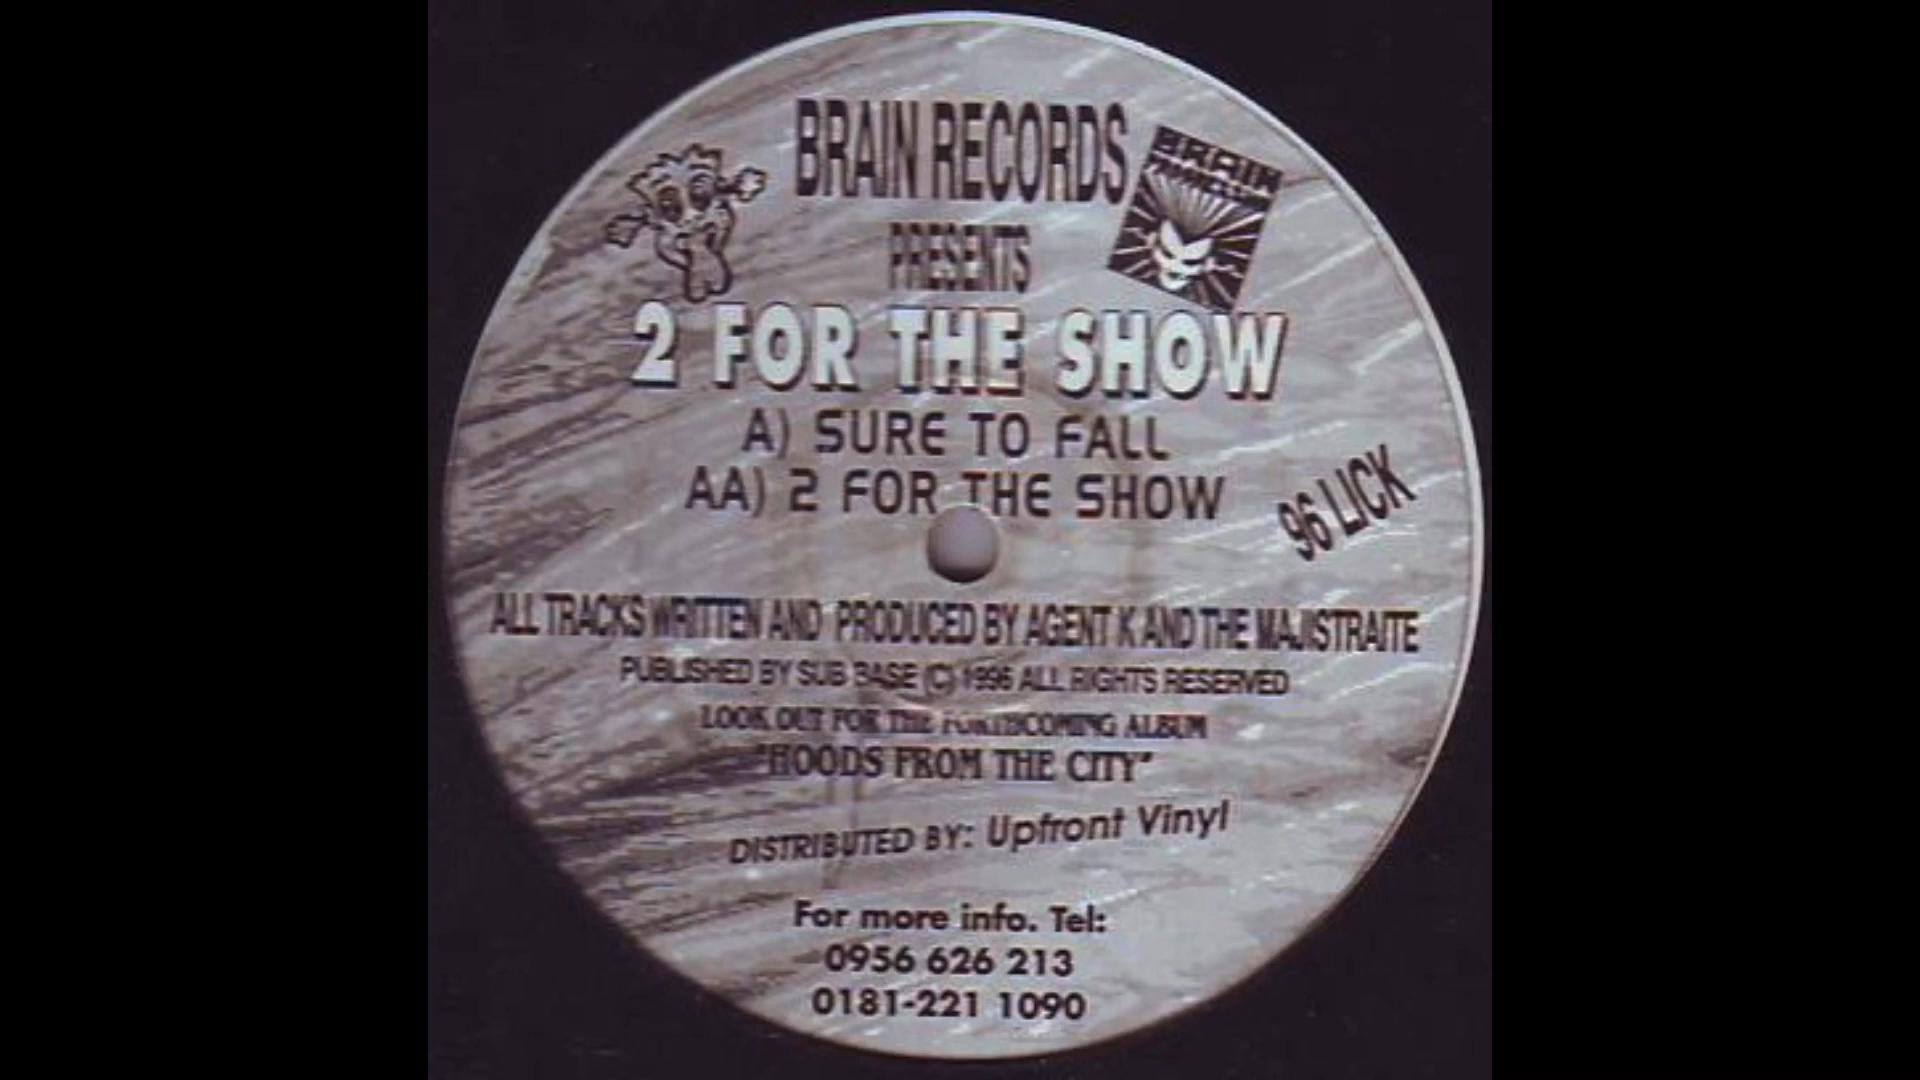 BRAIN RECORDS
BRAIN
PRESENTS
2 FOR THE SHOW
A) SURE TO FALL
AA) 2 FOR THE SHOW
96 LICK
ALL TRACKS WRITTEN AND PRODUCED BY AGENT K AND THE MAJISTRAITE
PUBLISHED BY SUB BASE (C) 1996 ALL RIGHTS RESERVED
LOOK OUT FOR THE FORTHCOMING ALBUM
"HOODS FROM THE CITY"
DISTRIBUTED BY: Upfront Vinyl
For more info. Tel:
0956 626 213
0181-221 1090